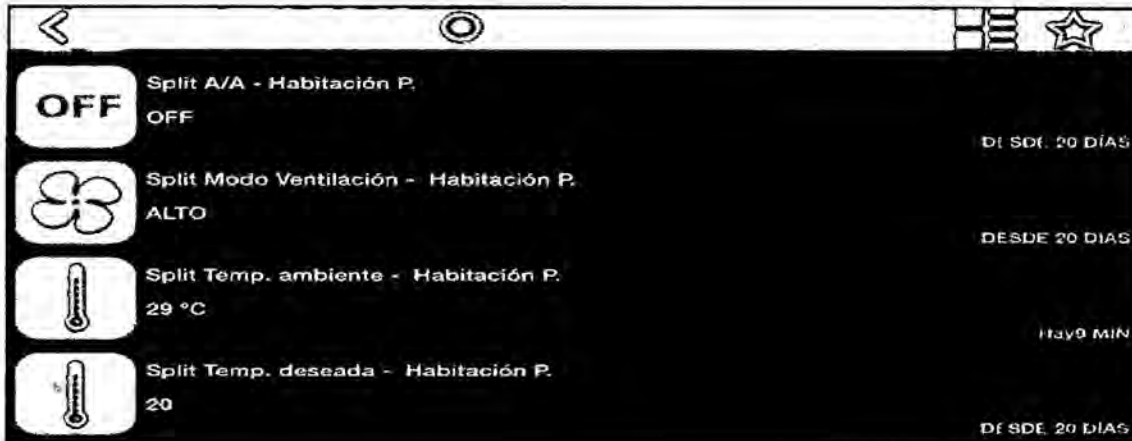 OFF
Split A/A - Habitación P.
OFF
DESDE 20 DÍAS
Split Modo Ventilación - Habitación P.
ALTO
DESDE 20 DIAS
Split Temp. ambiente - Habitación P.
29 °C
Hay9 MIN
Split Temp. deseada - Habitación P.
20
DESDE 20 DIAS